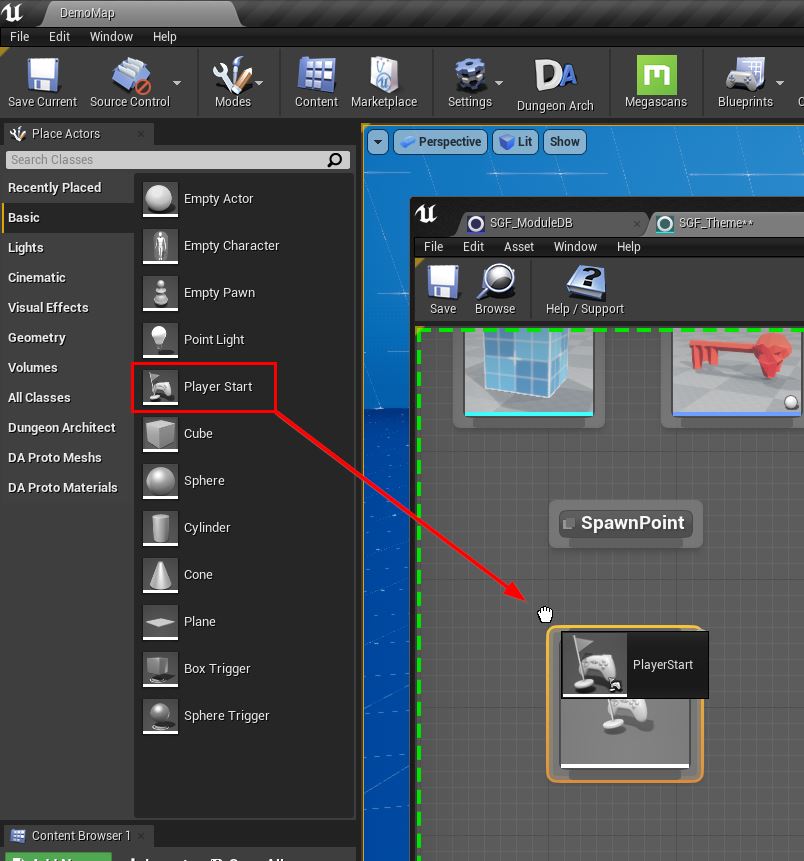 DemoMap
File Edit Window Help
Save Current Source Control Modes Content Marketplace Settings Dungeon Arch Megascans Blueprints
Place Actors
Search Classes
Recently Placed
Basic
Lights
Cinematic
Visual Effects
Geometry
Volumes
All Classes
Dungeon Architect
DA Proto Meshs
DA Proto Materials
Empty Actor
Empty Character
Empty Pawn
Point Light
Player Start
Cube
Sphere
Cylinder
Cone
Plane
Box Trigger
Sphere Trigger
Perspective Lit Show
SGF_ModuleDB SGF_Theme**
File Edit Asset Window Help
Save Browse Help / Support
SpawnPoint
PlayerStart
Content Browser 1